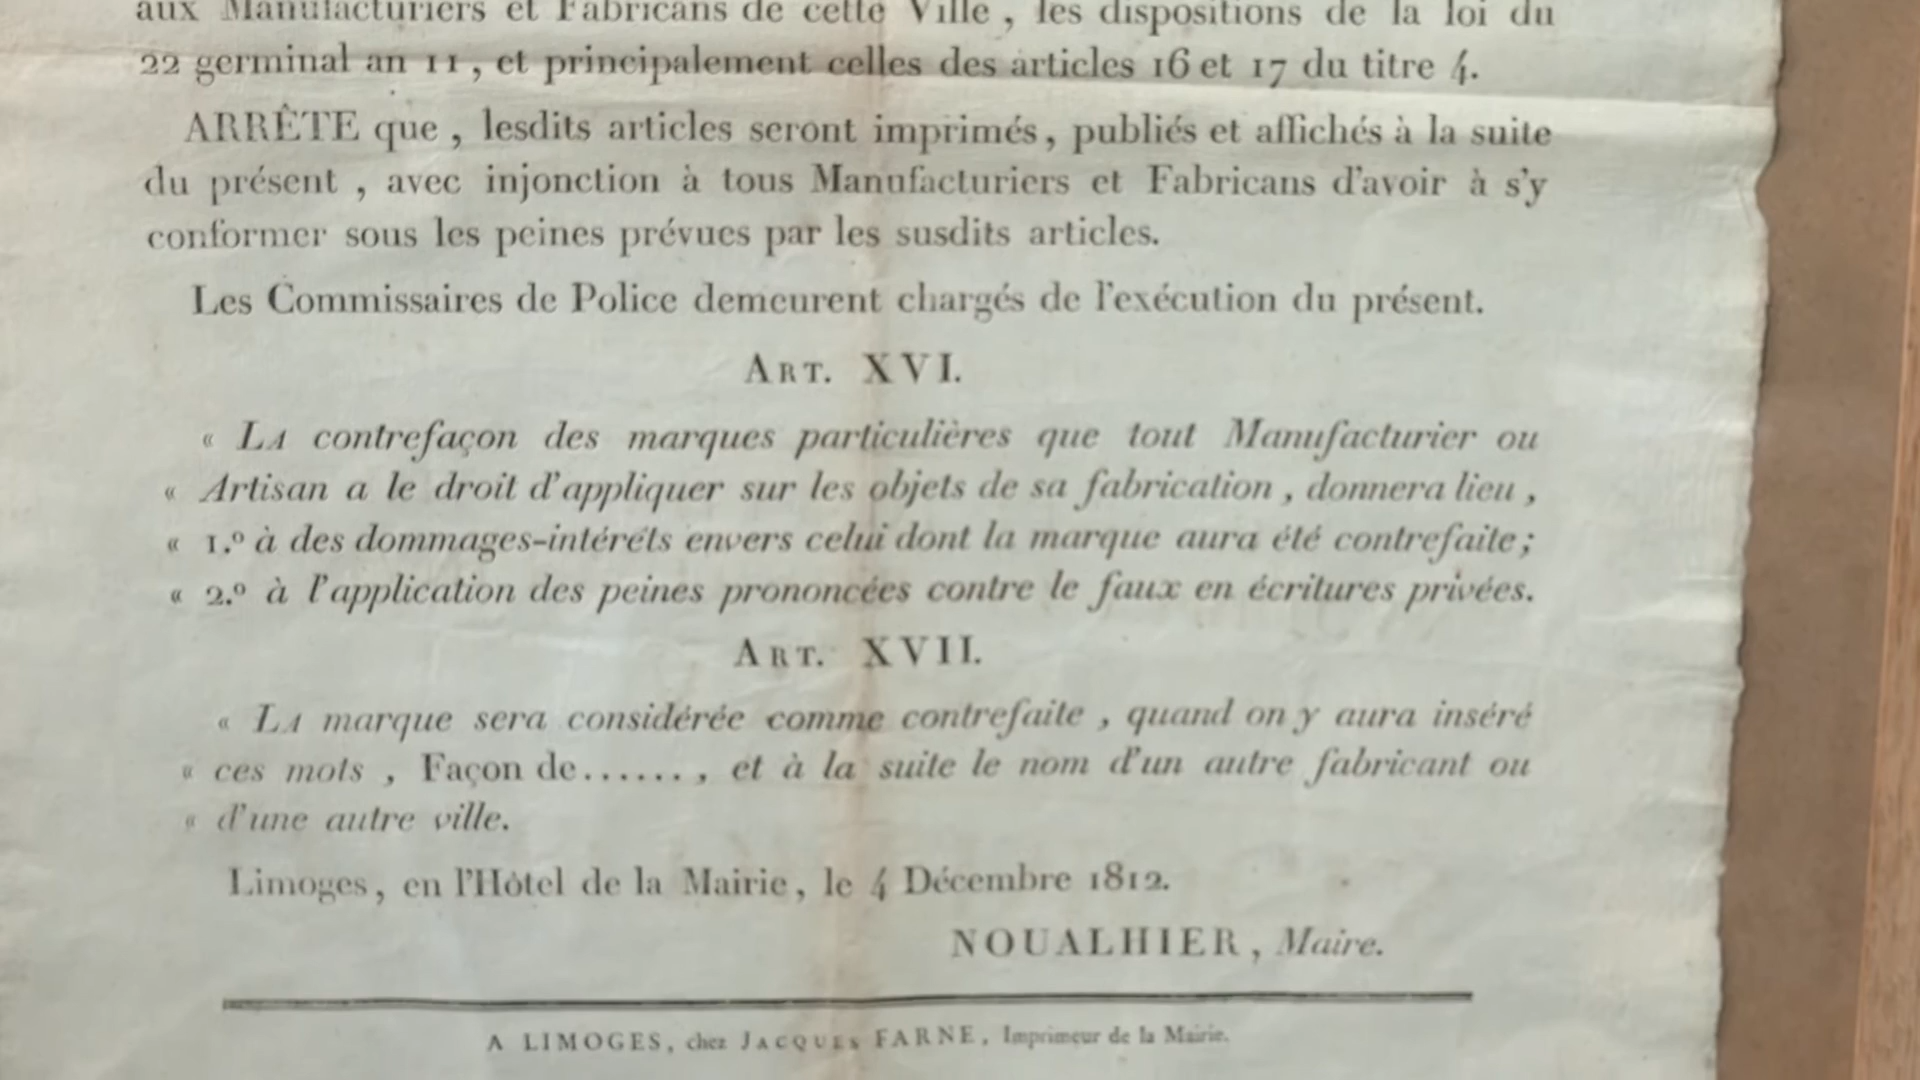 aux Manufacturiers et Fabricans de cette Ville, les dispositions de la loi du
22 germinal an 11, et principalement celles des articles 16 et 17 du titre 4.
ARRÊTE que, lesdits articles seront imprimés, publiés et affichés à la suite
du présent, avec injonction à tous Manufacturiers et Fabricans d'avoir à s'y
conformer sous les peines prévues par les susdits articles.
Les Commissaires de Police demeurent chargés de l'exécution du présent.
ART. XVI.
« LA contrefaçon des marques particulières que tout Manufacturier ou
« Artisan a le droit d'appliquer sur les objets de sa fabrication, donnera lieu,
« 1.º à des dommages-intérêts envers celui dont la marque aura été contrefaite;
« 2.º à l'application des peines prononcées contre le faux en écritures privées.
ART. XVII.
« LA marque sera considérée comme contrefaite, quand on y aura inséré
« ces mots, Façon de......, et à la suite le nom d'un autre fabricant ou
« d'une autre ville.
Limoges, en l'Hôtel de la Mairie, le 4 Décembre 1812.
NOUALHIER, Maire.
A LIMOGES, chez JACQUES FARNE, Imprimeur de la Mairie.